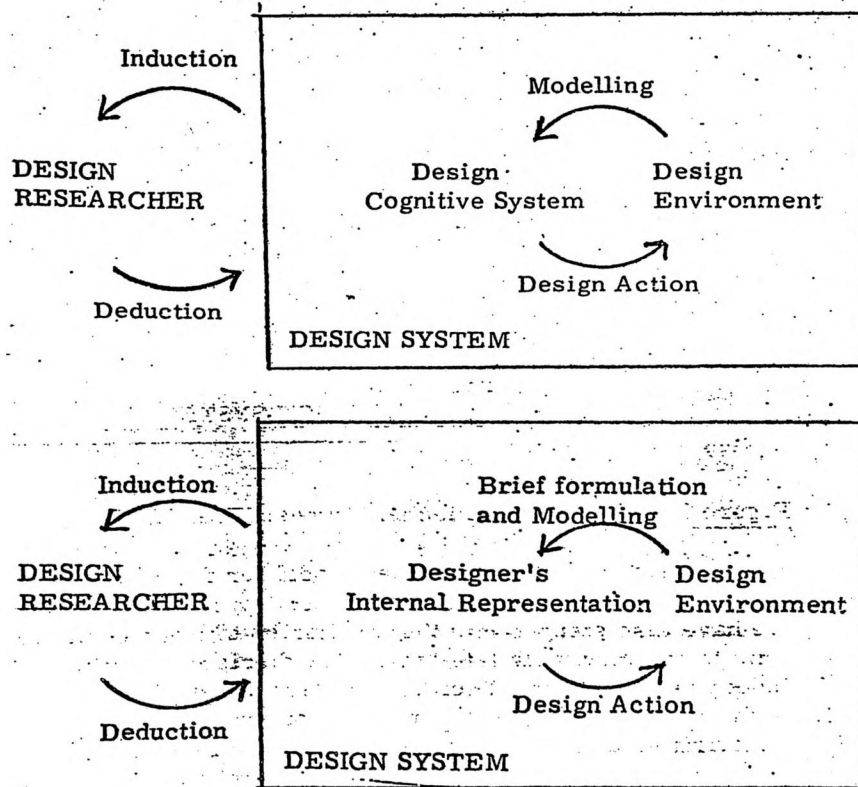 Induction
Modelling
DESIGN
RESEARCHER
Design
Cognitive System
Design
Environment
Deduction
Design Action
DESIGN SYSTEM
Induction
Brief formulation
and Modelling
DESIGN
RESEARCHER
Designer's
Internal Representation
Design
Environment
Deduction
Design Action
DESIGN SYSTEM